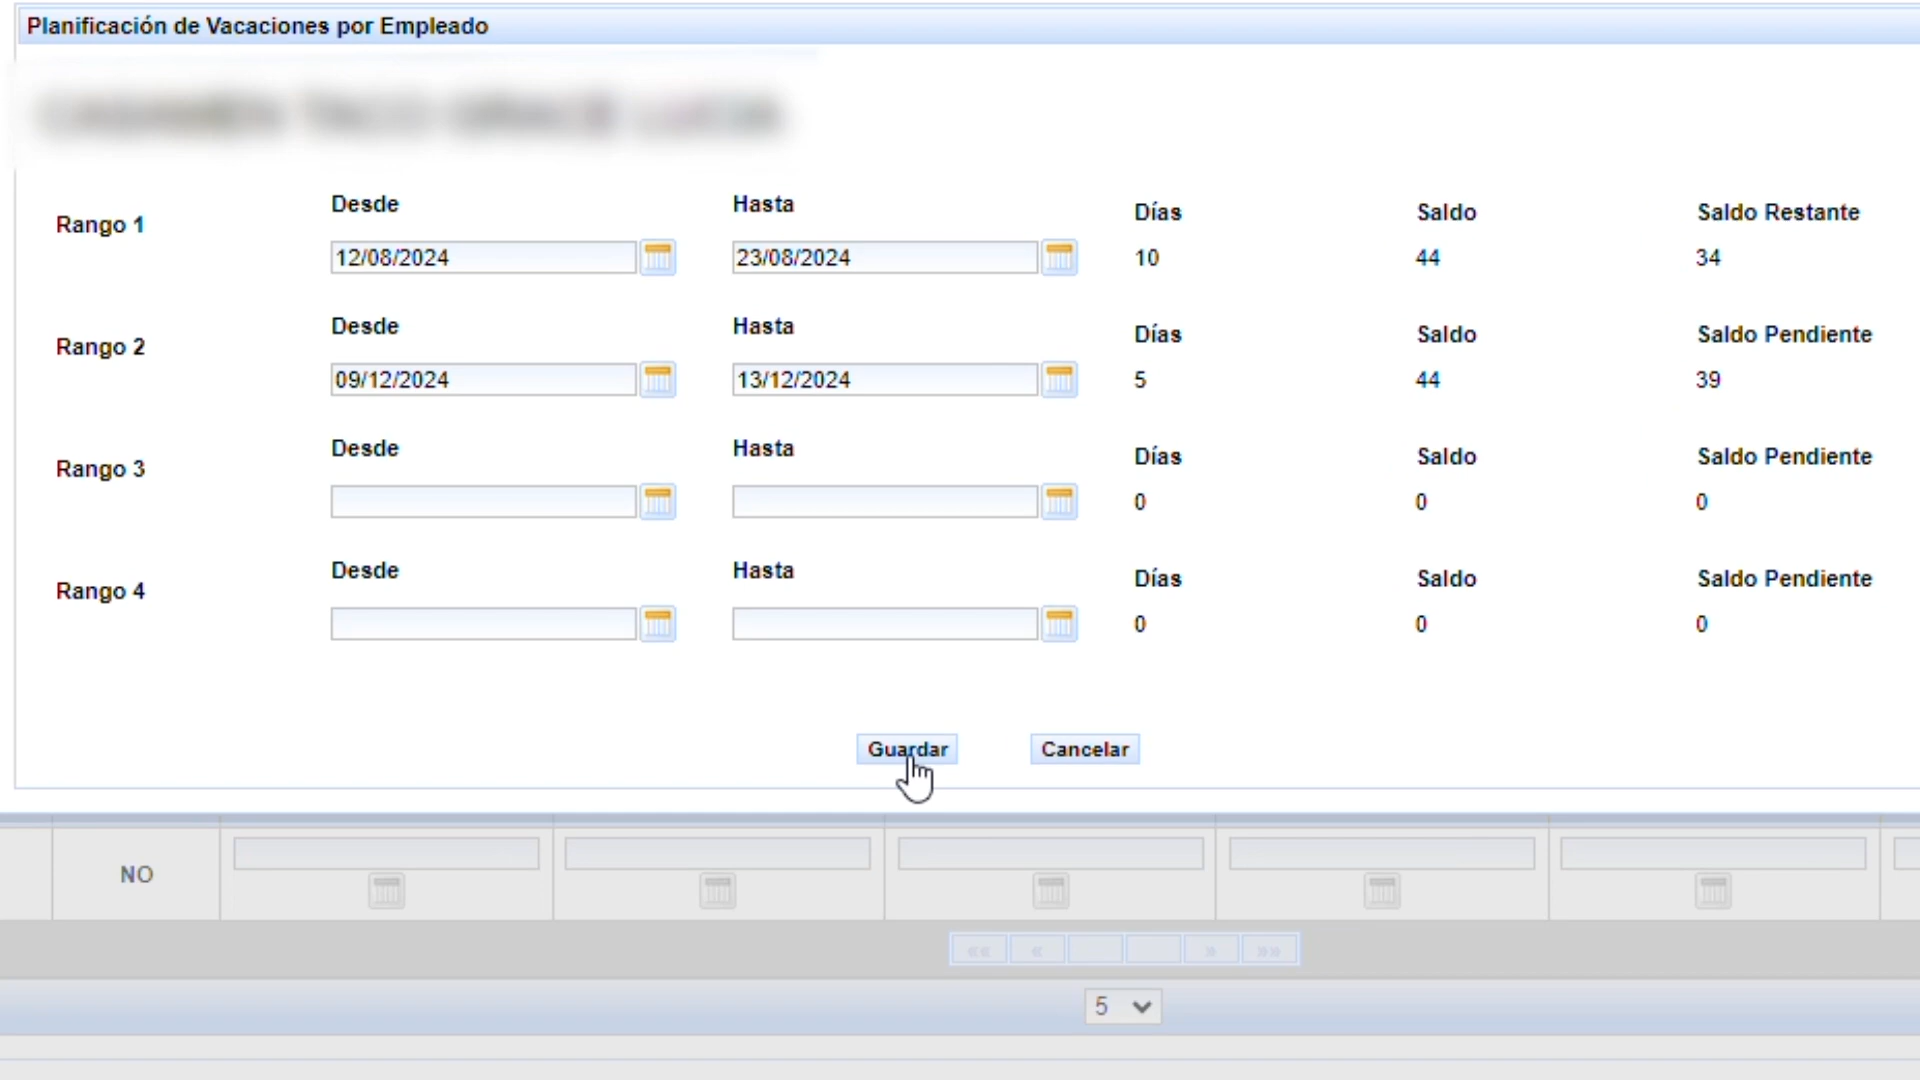 Planificación de Vacaciones por Empleado
Rango 1
Desde
Hasta
Días
Saldo
Saldo Restante
12/08/2024
23/08/2024
10
44
34
Rango 2
Desde
Hasta
Días
Saldo
Saldo Pendiente
09/12/2024
13/12/2024
5
44
39
Rango 3
Desde
Hasta
Días
Saldo
Saldo Pendiente
0
0
0
Rango 4
Desde
Hasta
Días
Saldo
Saldo Pendiente
0
0
0
Guardar
Cancelar
NO
«« « » »»
5